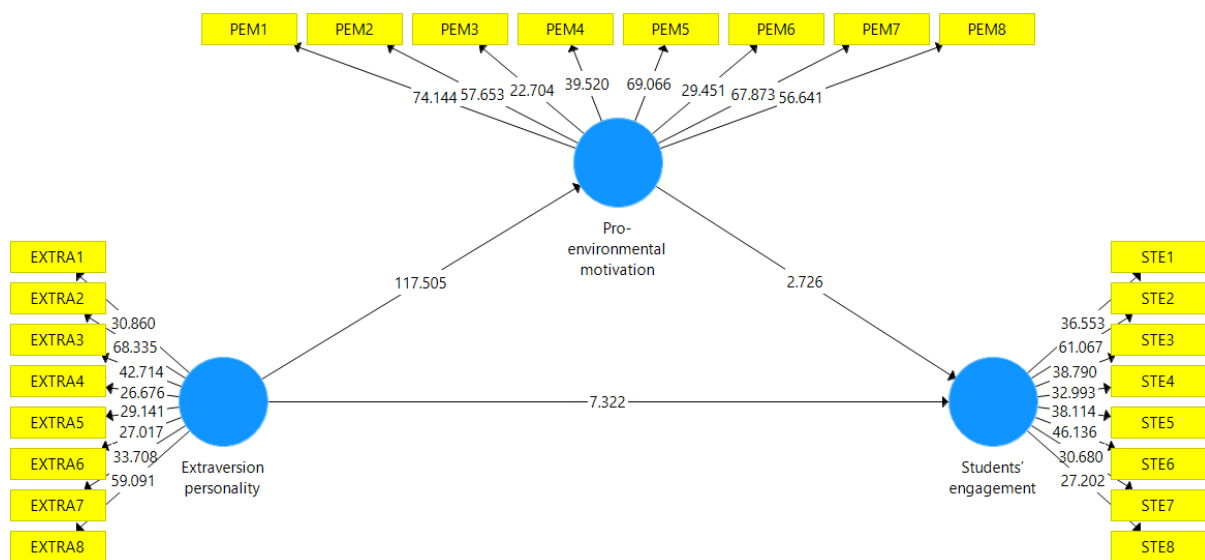 PEM1 PEM2 PEM3 PEM4 PEM5 PEM6 PEM7 PEM8
74.144 57.653 22.704 39.520 69.066 29.451 67.873 56.641
Pro-
environmental
motivation
117.505
2.726
7.322
EXTRA1
EXTRA2
EXTRA3
EXTRA4
EXTRA5
EXTRA6
EXTRA7
EXTRA8
30.860
68.335
42.714
26.676
29.141
27.017
33.708
59.091
Extraversion
personality
Students'
engagement
36.553
61.067
38.790
32.993
38.114
46.136
30.680
27.202
STE1
STE2
STE3
STE4
STE5
STE6
STE7
STE8